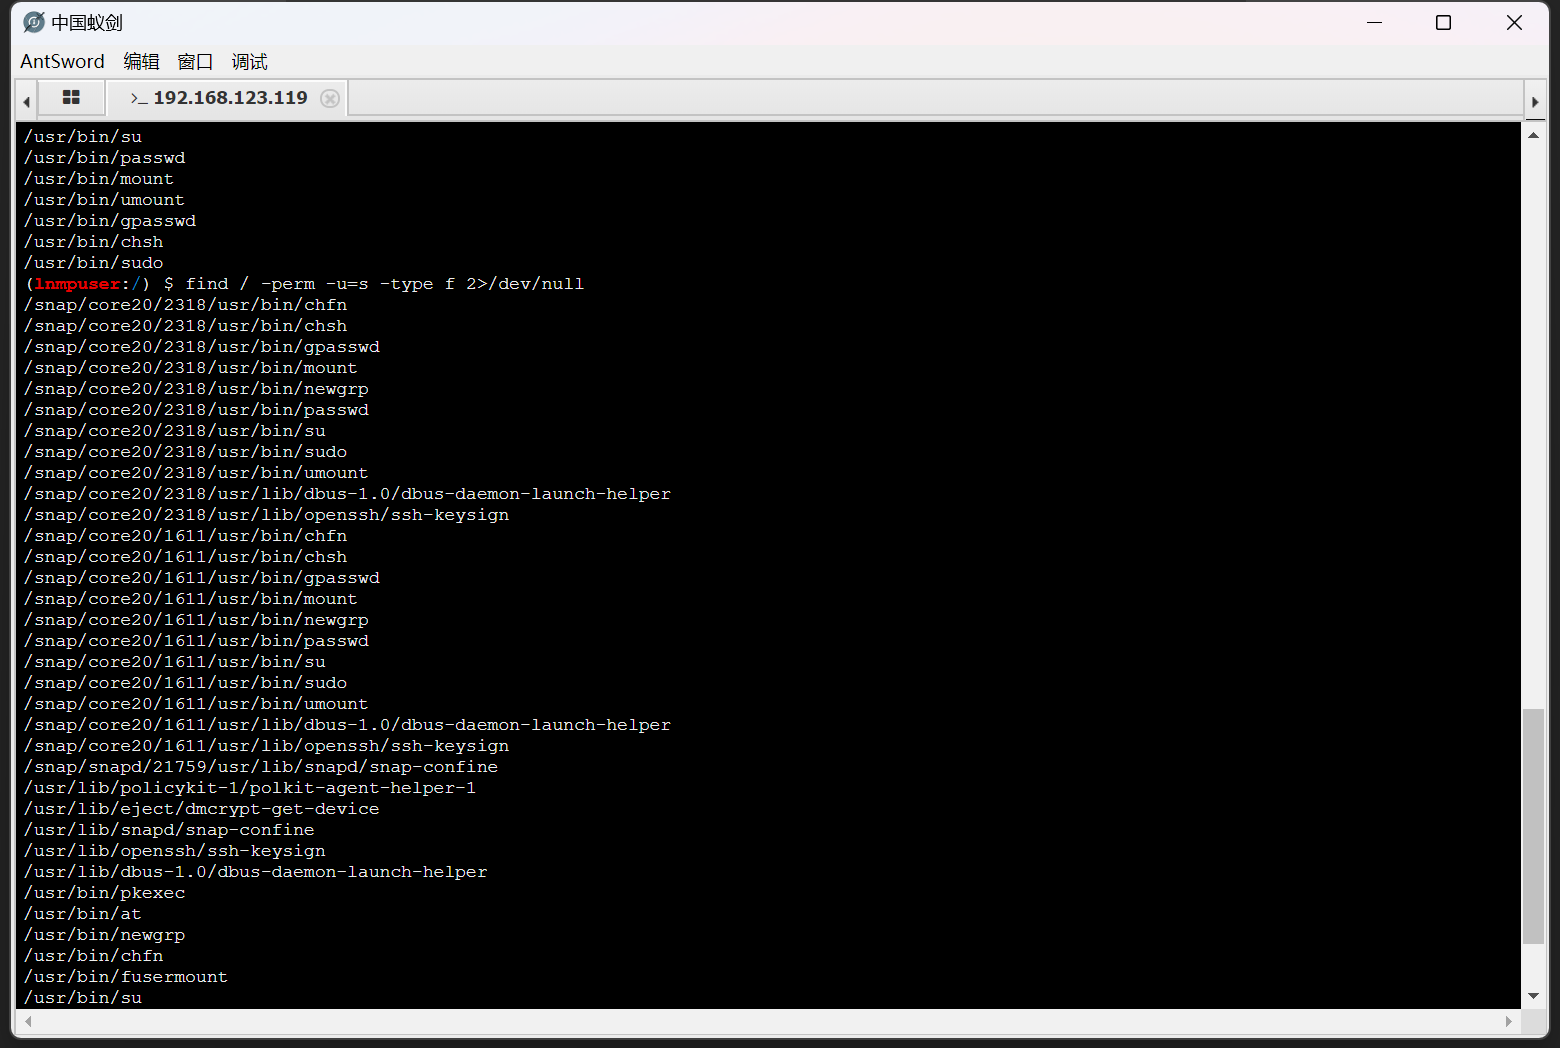 中国蚁剑
AntSword 编辑 窗口 调试
>_ 192.168.123.119
/usr/bin/su
/usr/bin/passwd
/usr/bin/mount
/usr/bin/umount
/usr/bin/gpasswd
/usr/bin/chsh
/usr/bin/sudo
(lnmpuser:/) $ find / -perm -u=s -type f 2>/dev/null
/snap/core20/2318/usr/bin/chfn
/snap/core20/2318/usr/bin/chsh
/snap/core20/2318/usr/bin/gpasswd
/snap/core20/2318/usr/bin/mount
/snap/core20/2318/usr/bin/newgrp
/snap/core20/2318/usr/bin/passwd
/snap/core20/2318/usr/bin/su
/snap/core20/2318/usr/bin/sudo
/snap/core20/2318/usr/bin/umount
/snap/core20/2318/usr/lib/dbus-1.0/dbus-daemon-launch-helper
/snap/core20/2318/usr/lib/openssh/ssh-keysign
/snap/core20/1611/usr/bin/chfn
/snap/core20/1611/usr/bin/chsh
/snap/core20/1611/usr/bin/gpasswd
/snap/core20/1611/usr/bin/mount
/snap/core20/1611/usr/bin/newgrp
/snap/core20/1611/usr/bin/passwd
/snap/core20/1611/usr/bin/su
/snap/core20/1611/usr/bin/sudo
/snap/core20/1611/usr/bin/umount
/snap/core20/1611/usr/lib/dbus-1.0/dbus-daemon-launch-helper
/snap/core20/1611/usr/lib/openssh/ssh-keysign
/snap/snapd/21759/usr/lib/snapd/snap-confine
/usr/lib/policykit-1/polkit-agent-helper-1
/usr/lib/eject/dmcrypt-get-device
/usr/lib/snapd/snap-confine
/usr/lib/openssh/ssh-keysign
/usr/lib/dbus-1.0/dbus-daemon-launch-helper
/usr/bin/pkexec
/usr/bin/at
/usr/bin/newgrp
/usr/bin/chfn
/usr/bin/fusermount
/usr/bin/su